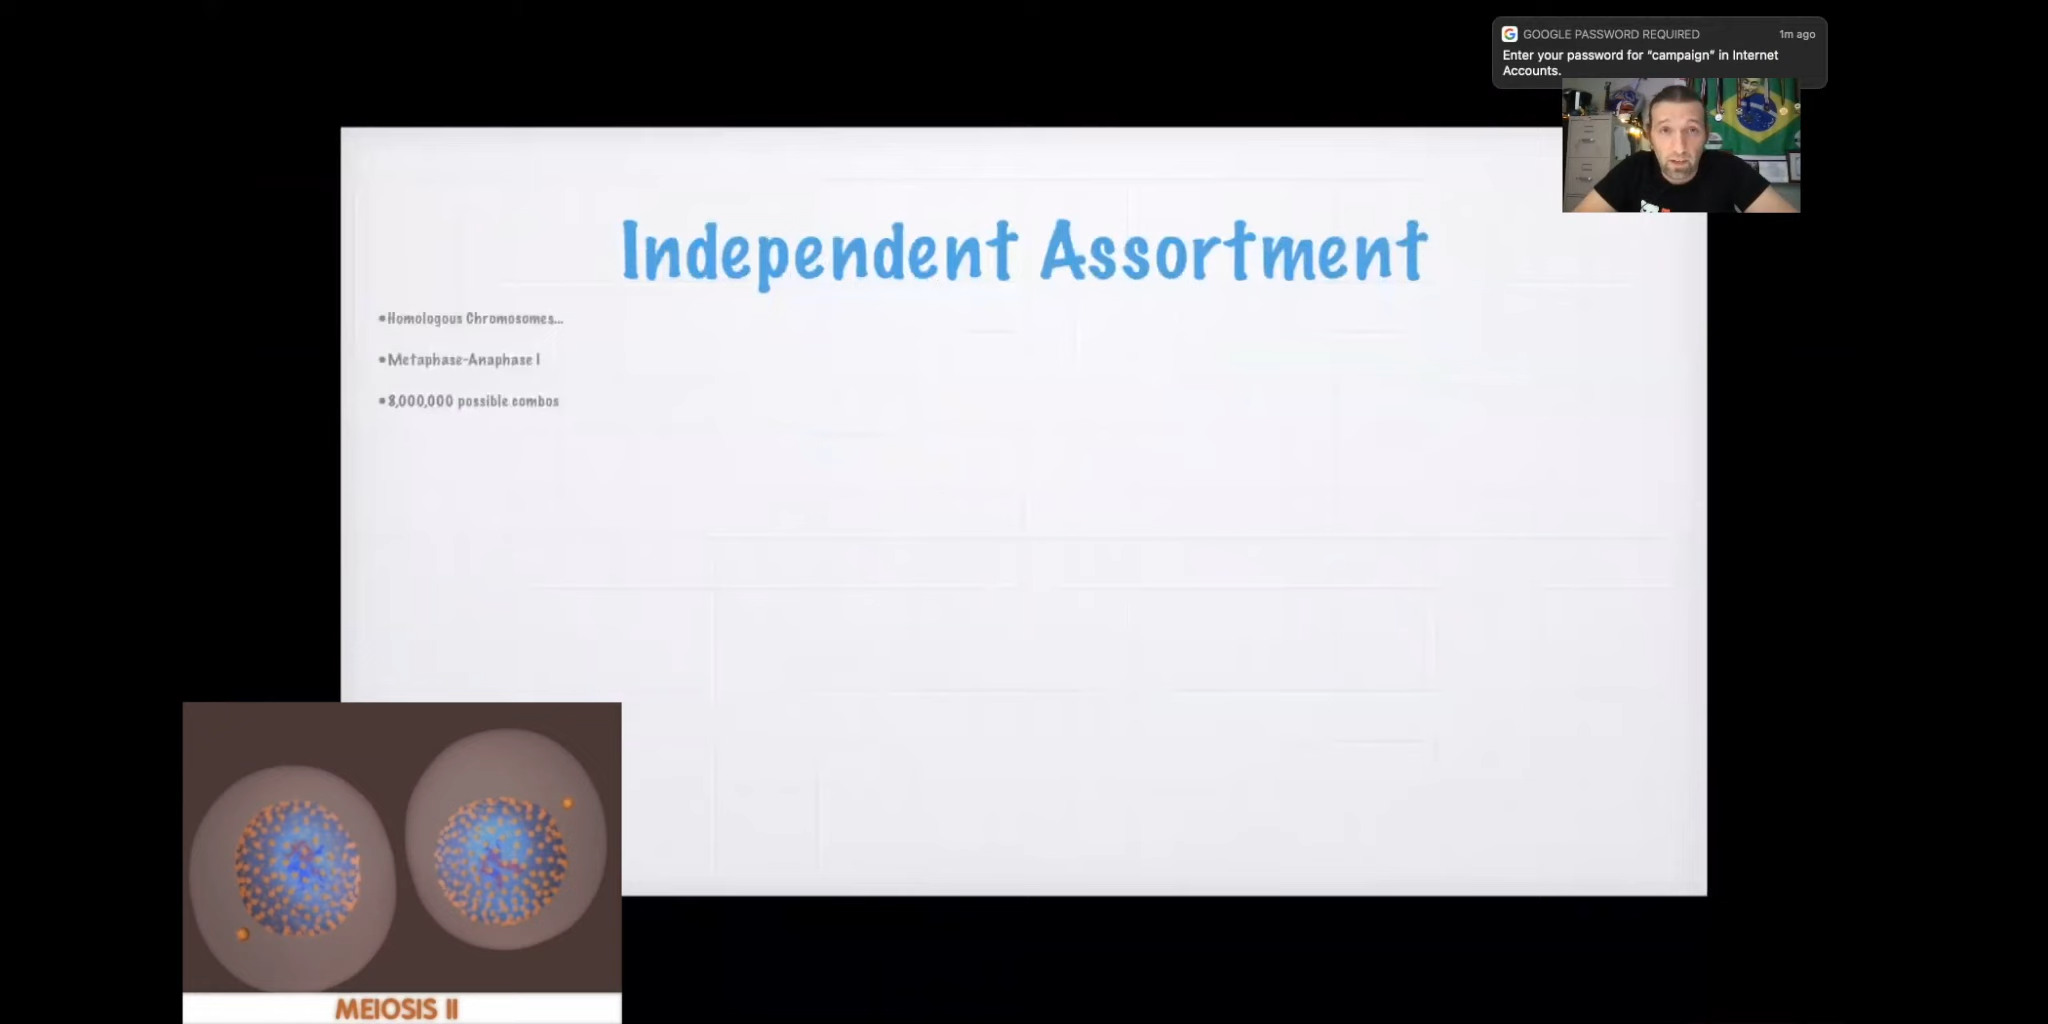 GOOGLE PASSWORD REQUIRED
1m ago
Enter your password for “campaign” in Internet
Accounts.
Independent Assortment
•Homologous Chromosomes...
•Metaphase-Anaphase I
•8,000,000 possible combos
MEIOSIS II